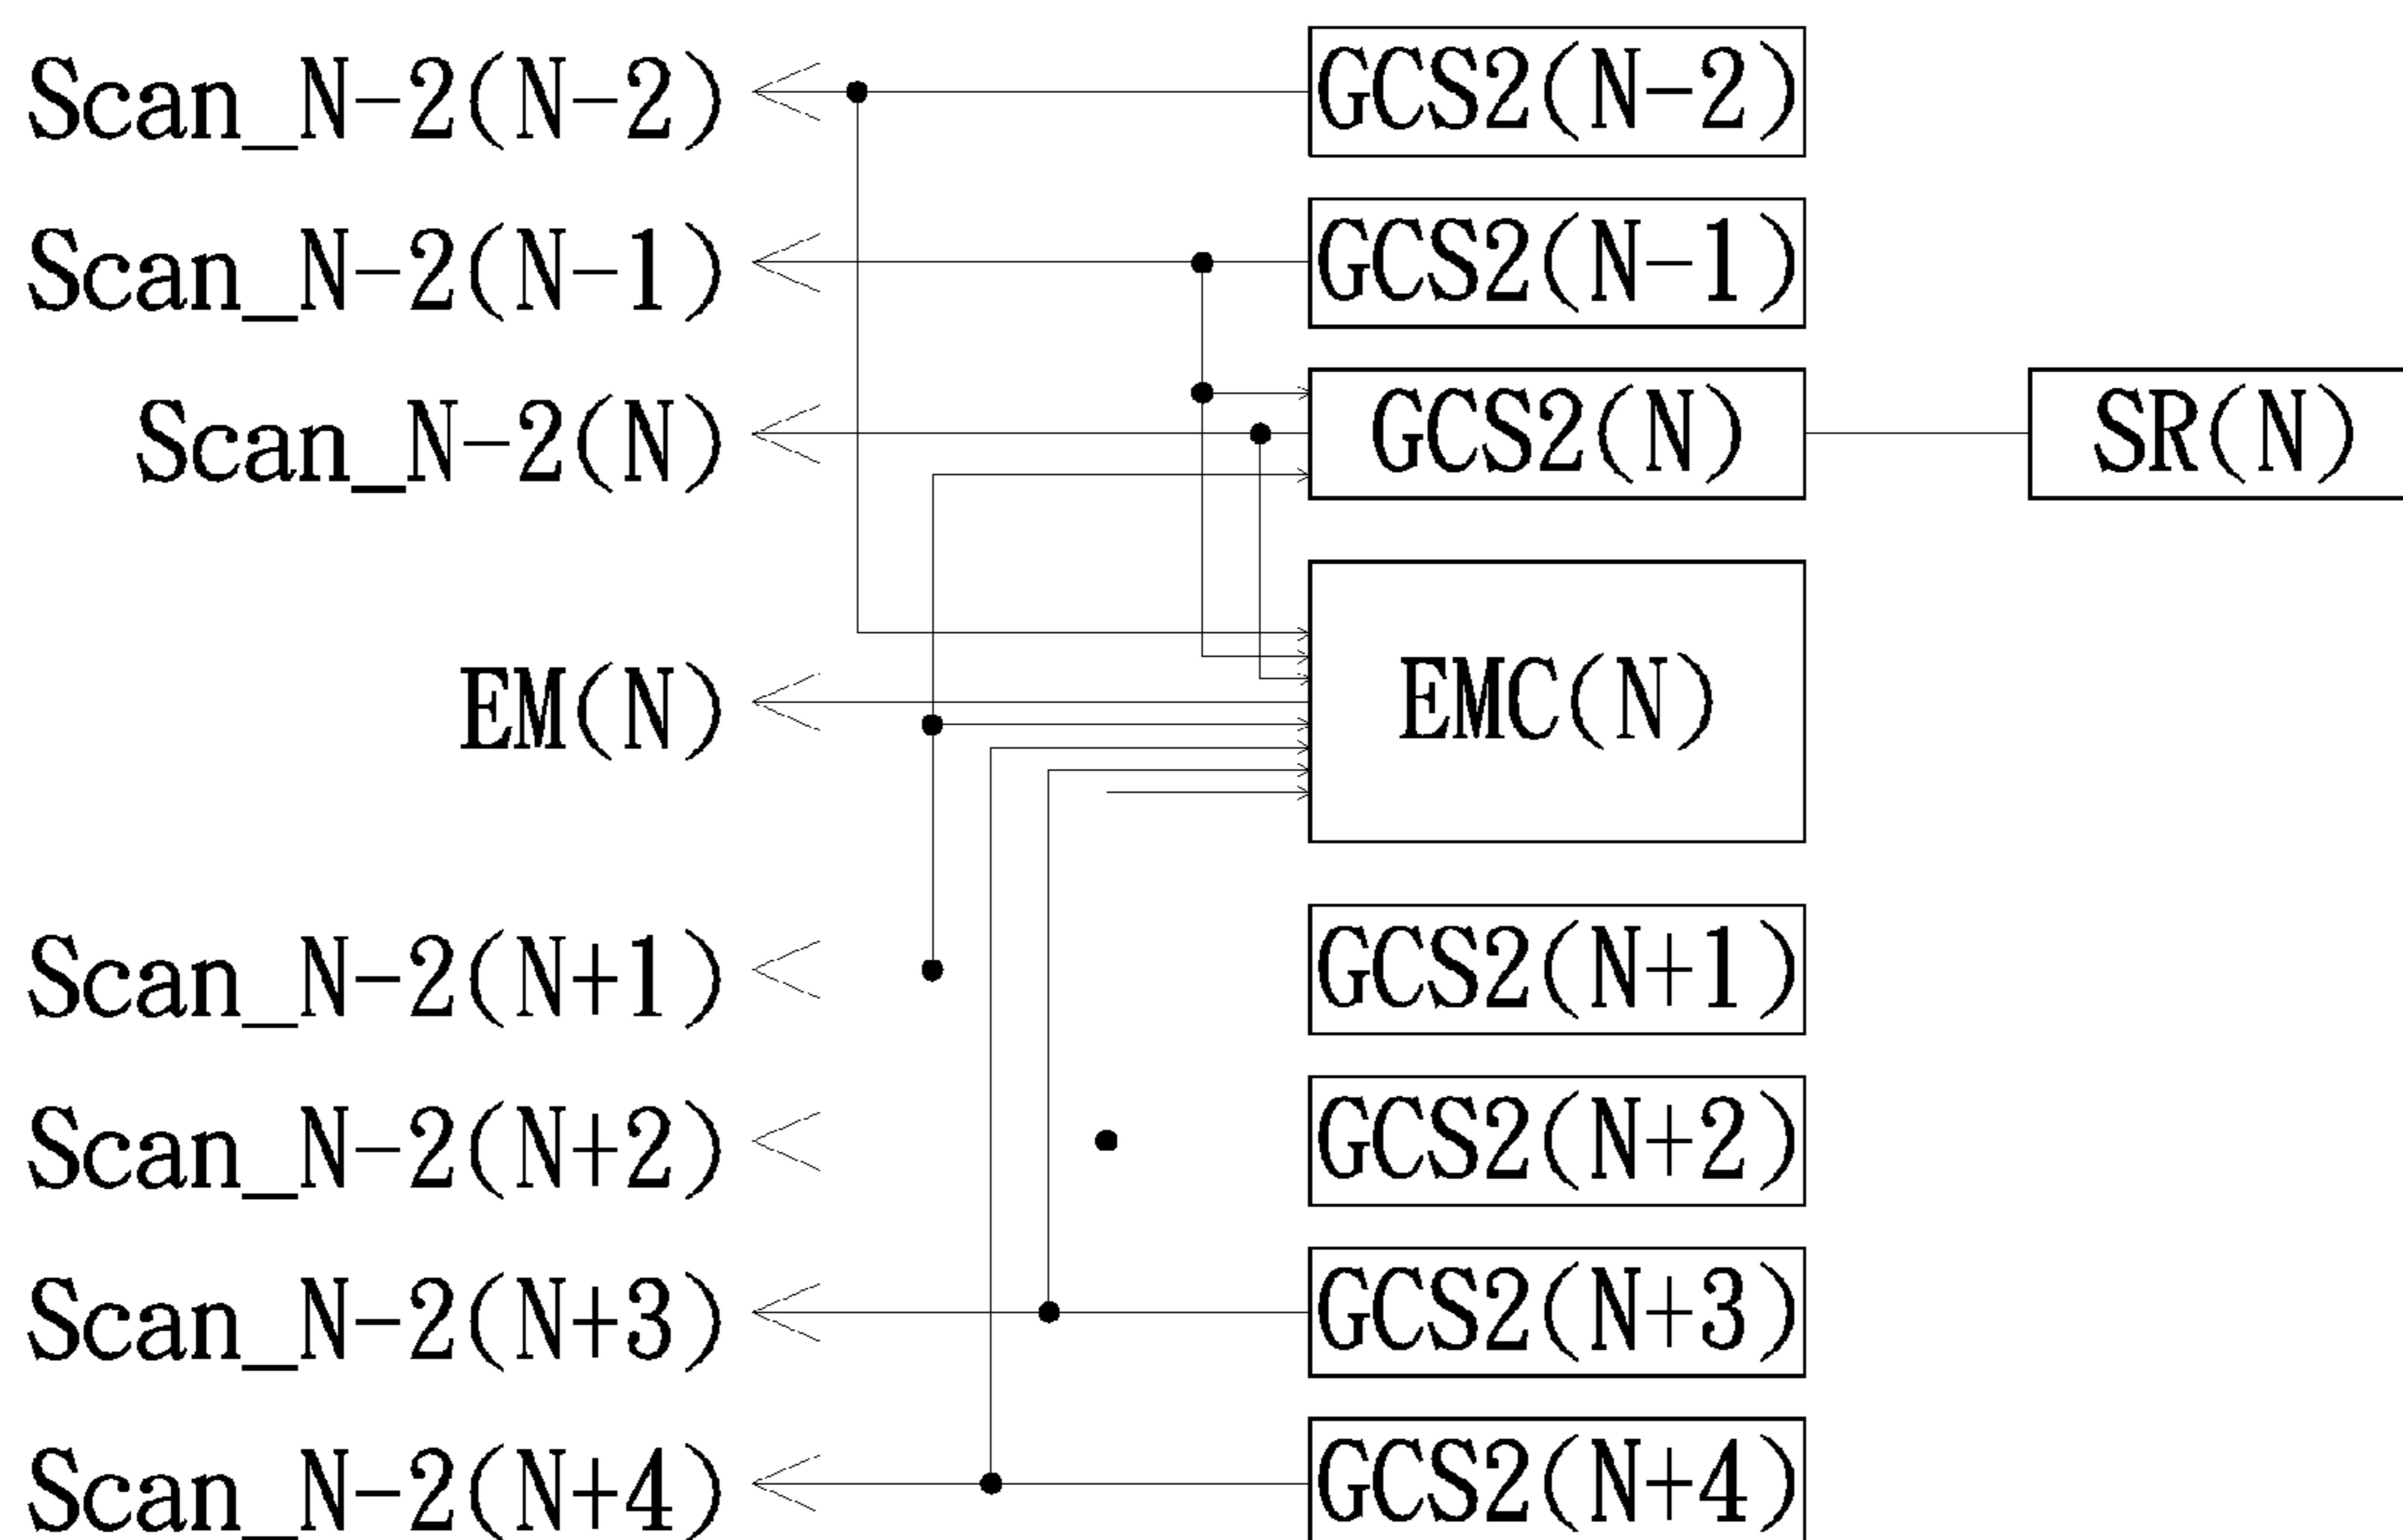 Scan_N-2(N-2) GCS2(N-2)
Scan_N-2(N-1) GCS2(N-1)
Scan_N-2(N) GCS2(N) SR(N)
EM(N) EMC(N)
Scan_N-2(N+1) GCS2(N+1)
Scan_N-2(N+2) GCS2(N+2)
Scan_N-2(N+3) GCS2(N+3)
Scan_N-2(N+4) GCS2(N+4)